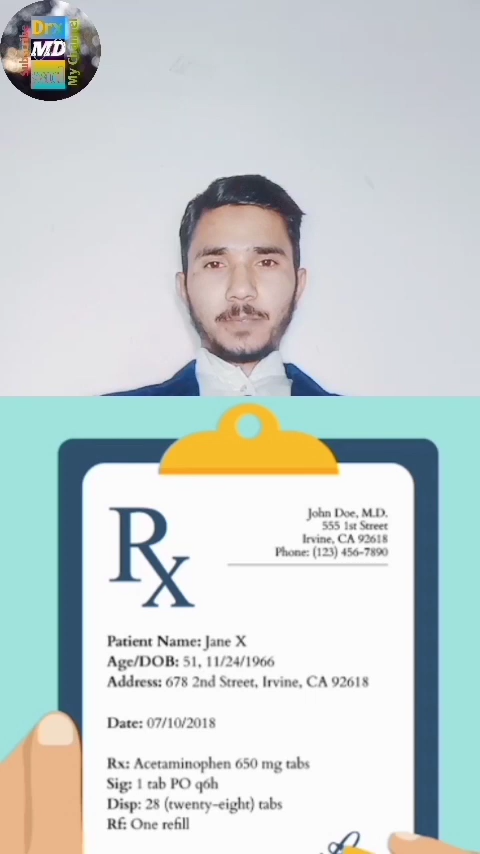 Subscribe
Drx
MD
My Channel
Rx
John Doe, M.D.
555 1st Street
Irvine, CA 92618
Phone: (123) 456-7890
Patient Name: Jane X
Age/DOB: 51, 11/24/1966
Address: 678 2nd Street, Irvine, CA 92618
Date: 07/10/2018
Rx: Acetaminophen 650 mg tabs
Sig: 1 tab PO q6h
Disp: 28 (twenty-eight) tabs
Rf: One refill